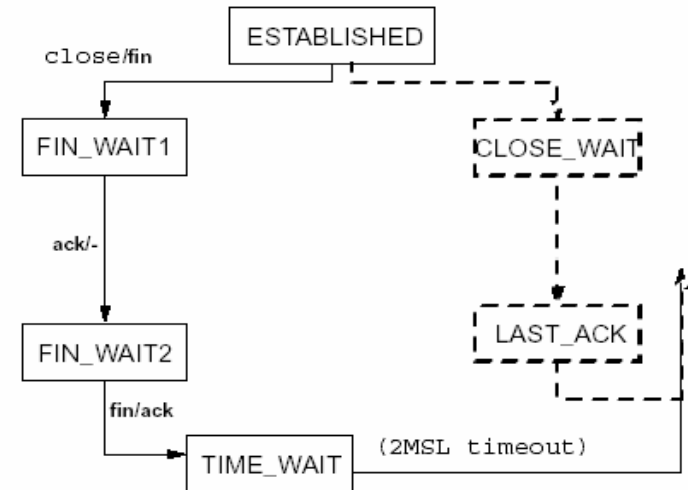 ESTABLISHED
close/fin
FIN_WAIT1
CLOSE_WAIT
ack/-
FIN_WAIT2
LAST_ACK
fin/ack
TIME_WAIT
(2MSL timeout)